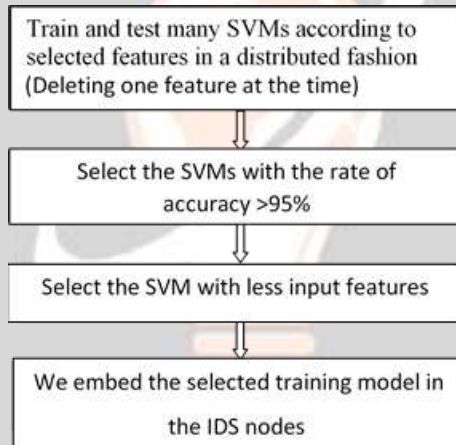 Train and test many SVMs according to
selected features in a distributed fashion
(Deleting one feature at the time)
Select the SVMs with the rate of
accuracy >95%
Select the SVM with less input features
We embed the selected training model in
the IDS nodes